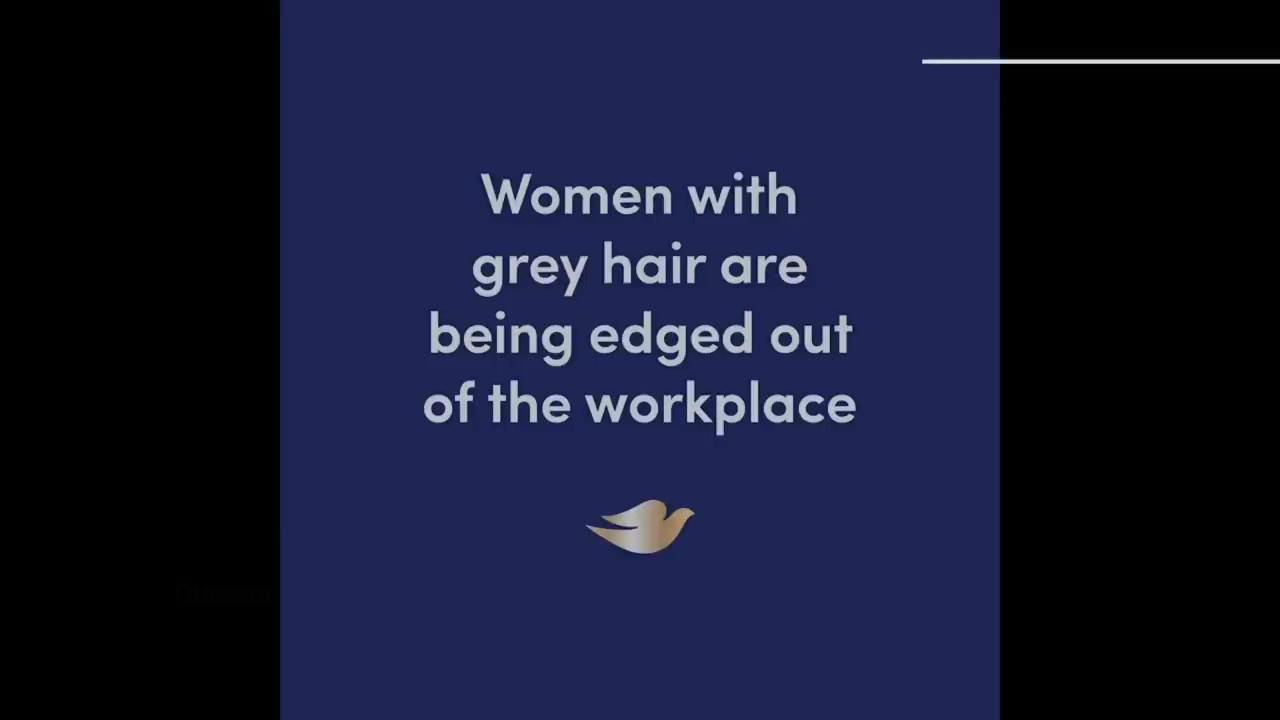 Women with
grey hair are
being edged out
of the workplace